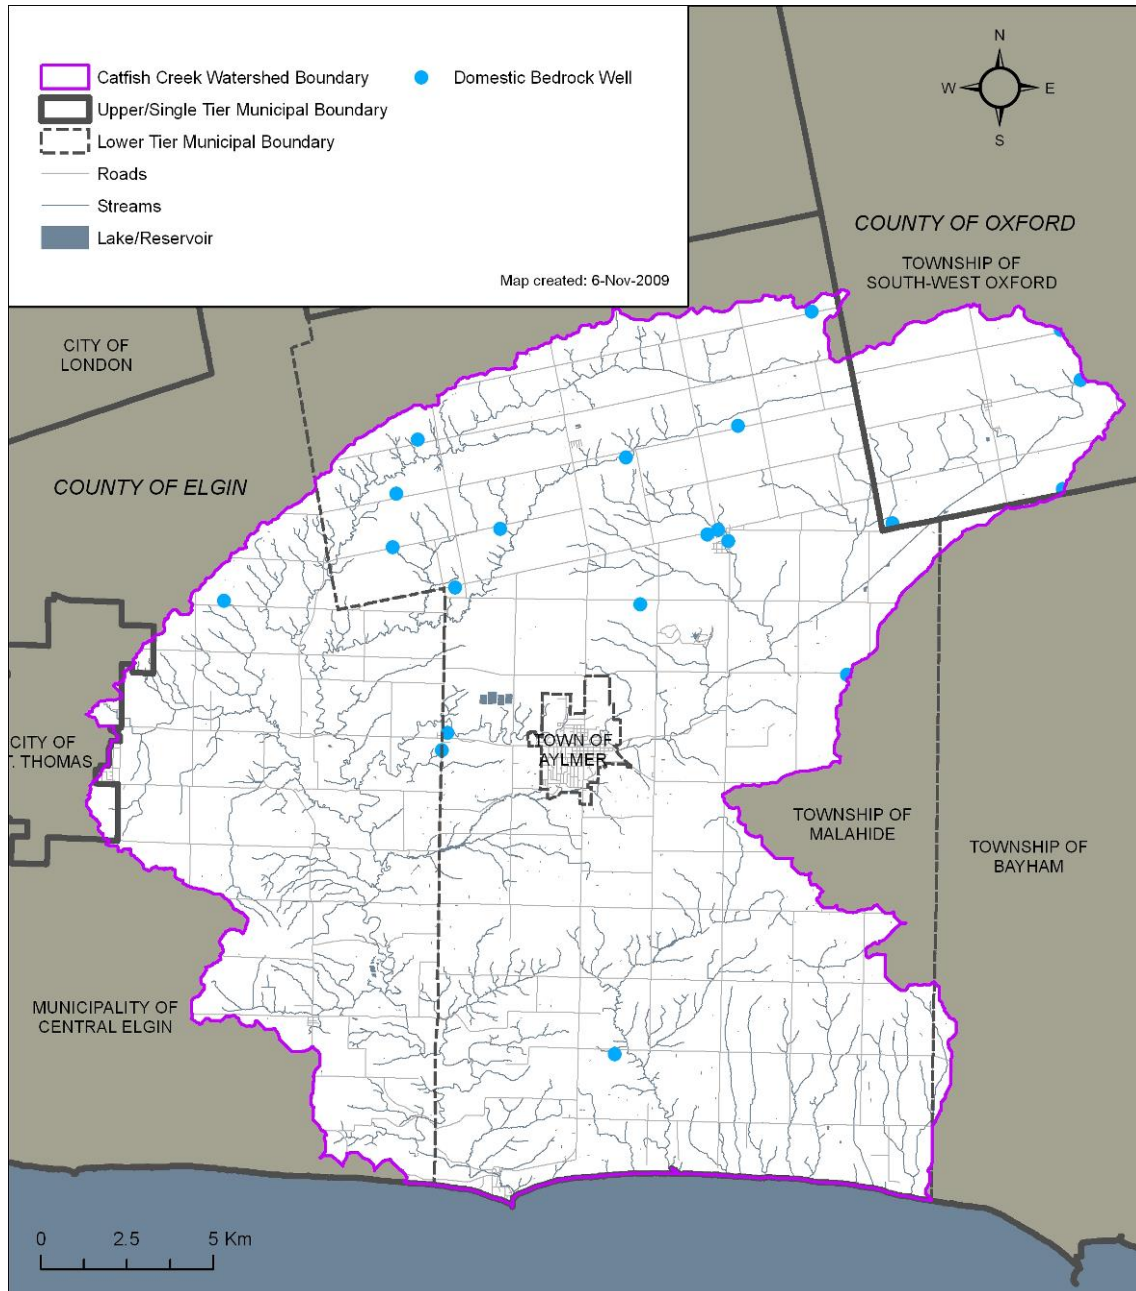 Catfish Creek Watershed Boundary
Domestic Bedrock Well
Upper/Single Tier Municipal Boundary
Lower Tier Municipal Boundary
Roads
Streams
Lake/Reservoir
Map created: 6-Nov-2009
N
W
E
S
COUNTY OF OXFORD
TOWNSHIP OF
SOUTH-WEST OXFORD
CITY OF
LONDON
COUNTY OF ELGIN
CITY OF
T. THOMAS
TOWN OF
AYLMER
TOWNSHIP OF
MALAHIDE
TOWNSHIP OF
BAYHAM
MUNICIPALITY OF
CENTRAL ELGIN
0
2.5
5 Km